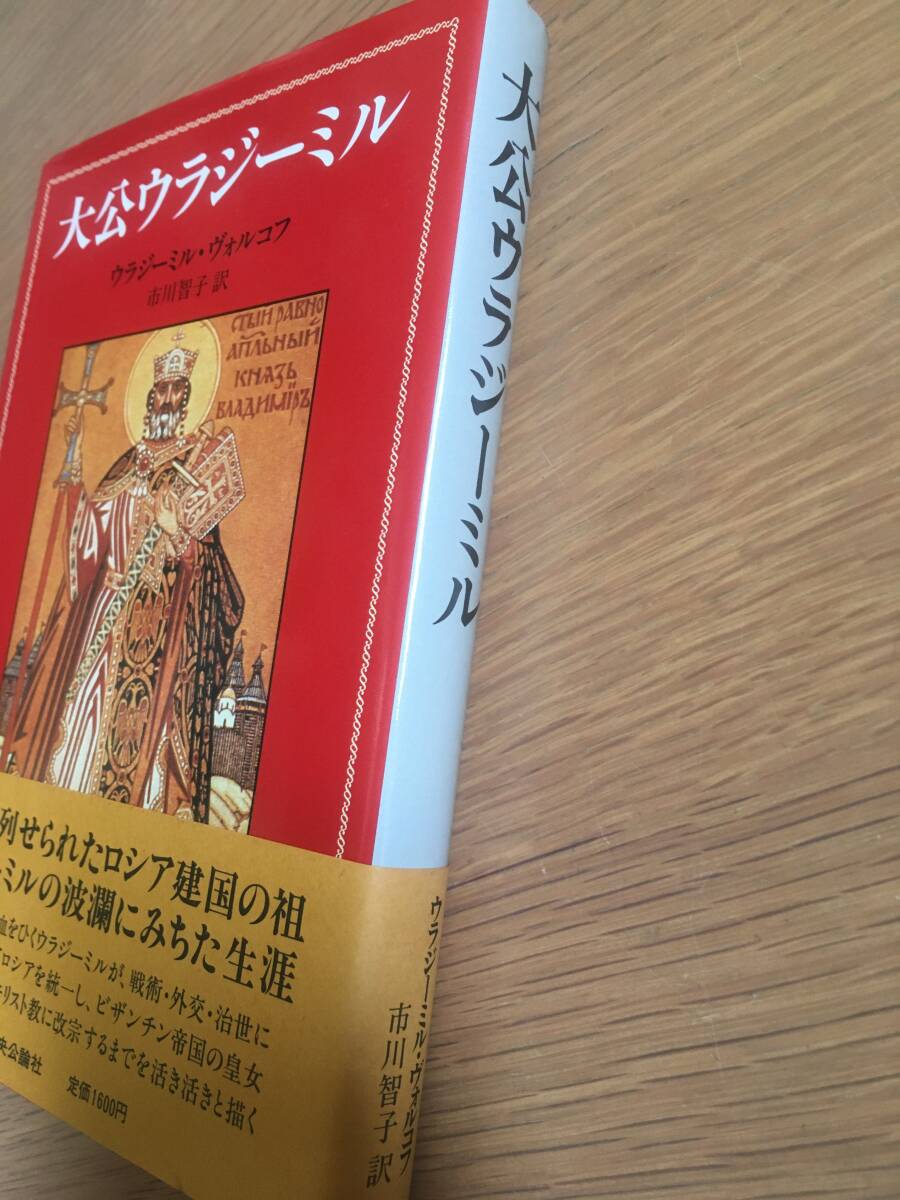 大公ウラジーミル
ウラジーミル・ヴォルコフ
市川智子 訳
СТЫЙ РАВНО
АПЛЬНЫЙ
КНЯЗЬ
ВЛАДИМІРЪ
列せられたロシア建国の祖
ミルの波瀾にみちた生涯
血をひくウラジーミルが、戦術・外交・治世に
ロシアを統一し、ビザンチン帝国の皇女
リスト教に改宗するまでを活き活きと描く
央公論社 定価1600円
大公ウラジーミル
ウラジーミル・ヴォルコフ
市川智子 訳